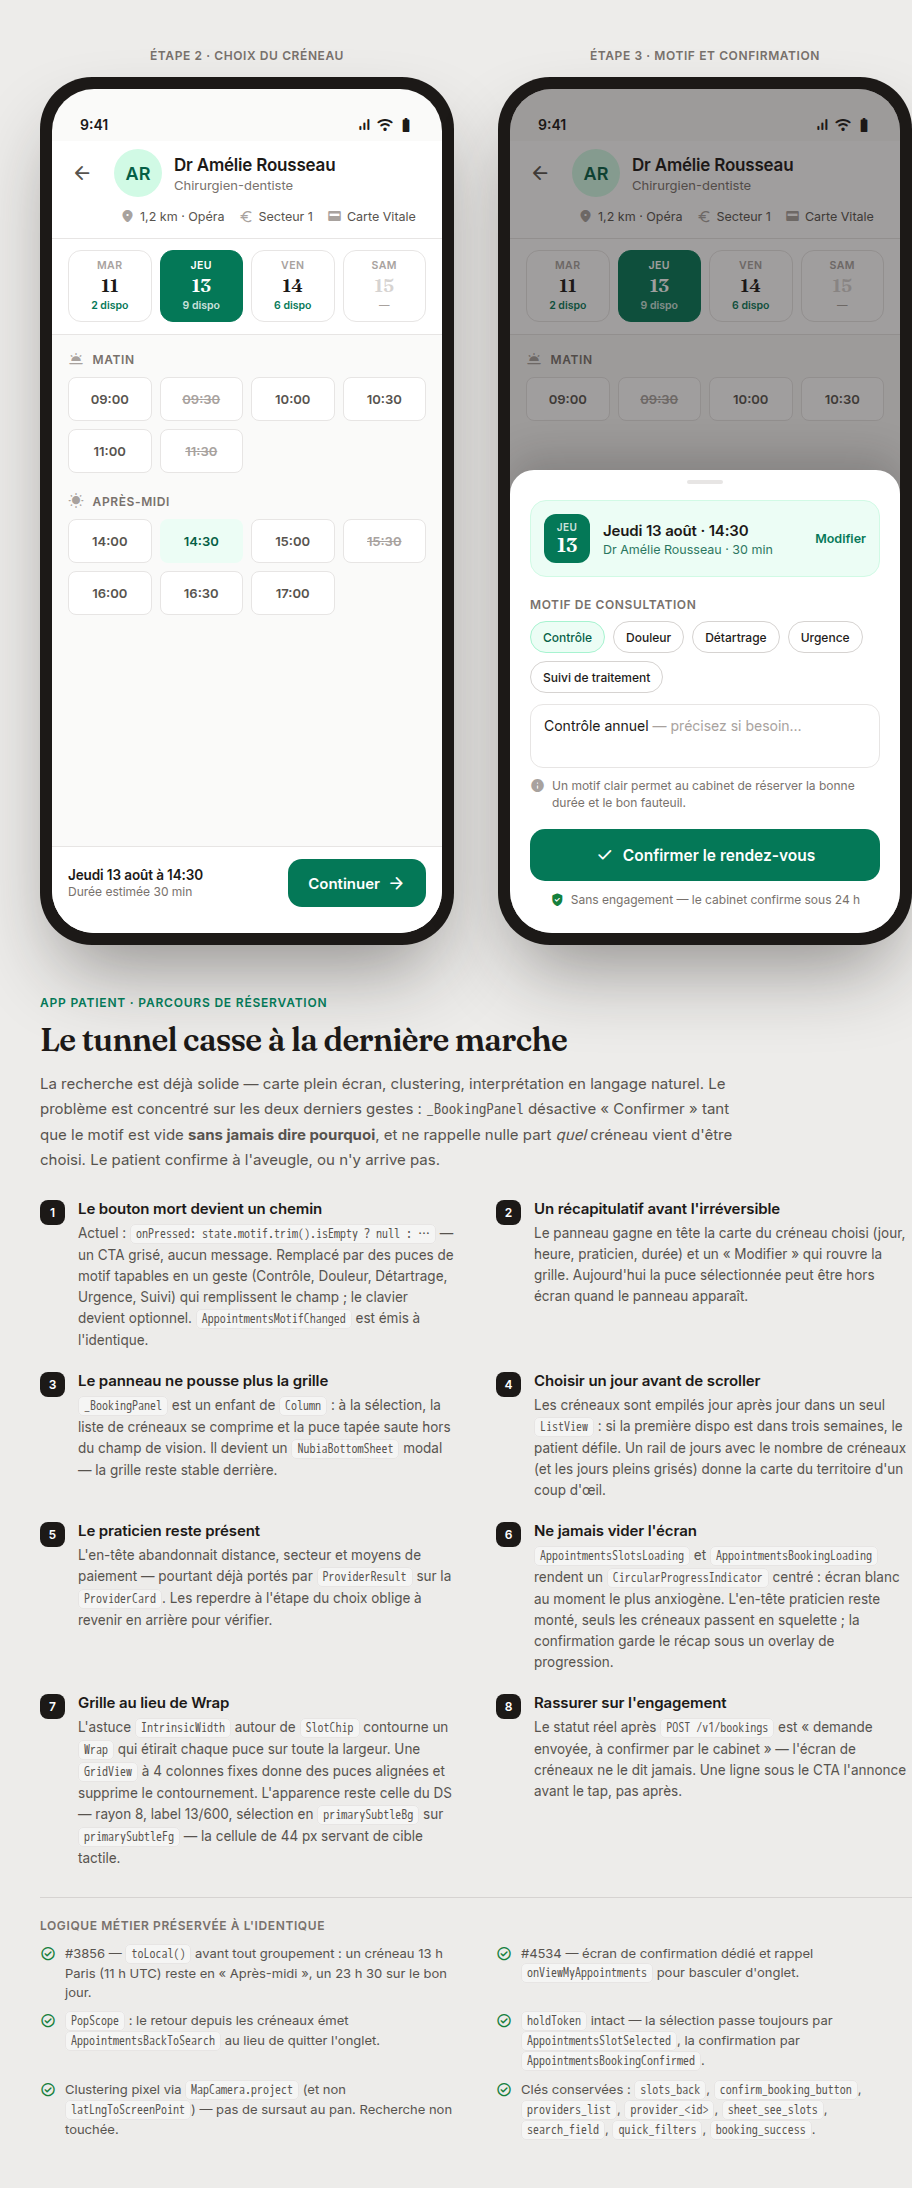 ÉTAPE 2 · CHOIX DU CRÉNEAU
9:41
AR
Dr Amélie Rousseau
Chirurgien-dentiste
1,2 km · Opéra
Secteur 1
Carte Vitale
MAR
11
2 dispo
JEU
13
9 dispo
VEN
14
6 dispo
SAM
15
—
MATIN
09:00
09:30
10:00
10:30
11:00
11:30
APRÈS-MIDI
14:00
14:30
15:00
15:30
16:00
16:30
17:00
Jeudi 13 août à 14:30
Durée estimée 30 min
Continuer
ÉTAPE 3 · MOTIF ET CONFIRMATION
9:41
AR
Dr Amélie Rousseau
Chirurgien-dentiste
1,2 km · Opéra
Secteur 1
Carte Vitale
MAR
11
2 dispo
JEU
13
9 dispo
VEN
14
6 dispo
SAM
15
—
MATIN
09:00
09:30
10:00
10:30
JEU
13
Jeudi 13 août · 14:30
Dr Amélie Rousseau · 30 min
Modifier
MOTIF DE CONSULTATION
Contrôle
Douleur
Détartrage
Urgence
Suivi de traitement
Contrôle annuel — précisez si besoin...
Un motif clair permet au cabinet de réserver la bonne
durée et le bon fauteuil.
Confirmer le rendez-vous
Sans engagement — le cabinet confirme sous 24 h
APP PATIENT · PARCOURS DE RÉSERVATION
Le tunnel casse à la dernière marche
La recherche est déjà solide — carte plein écran, clustering, interprétation en langage naturel. Le
problème est concentré sur les deux derniers gestes : _BookingPanel désactive « Confirmer » tant
que le motif est vide sans jamais dire pourquoi, et ne rappelle nulle part quel créneau vient d'être
choisi. Le patient confirme à l'aveugle, ou n'y arrive pas.
1
Le bouton mort devient un chemin
Actuel : onPressed: state.motif.trim().isEmpty ? null : ··· —
un CTA grisé, aucun message. Remplacé par des puces de
motif tapables en un geste (Contrôle, Douleur, Détartrage,
Urgence, Suivi) qui remplissent le champ ; le clavier
devient optionnel. AppointmentsMotifChanged est émis à
l'identique.
2
Un récapitulatif avant l'irréversible
Le panneau gagne en tête la carte du créneau choisi (jour,
heure, praticien, durée) et un « Modifier » qui rouvre la
grille. Aujourd'hui la puce sélectionnée peut être hors
écran quand le panneau apparaît.
3
Le panneau ne pousse plus la grille
_BookingPanel est un enfant de Column : à la sélection, la
liste de créneaux se comprime et la puce tapée saute hors
du champ de vision. Il devient un NubiaBottomSheet modal
— la grille reste stable derrière.
4
Choisir un jour avant de scroller
Les créneaux sont empilés jour après jour dans un seul
ListView : si la première dispo est dans trois semaines, le
patient défile. Un rail de jours avec le nombre de créneaux
(et les jours pleins grisés) donne la carte du territoire d'un
coup d'œil.
5
Le praticien reste présent
L'en-tête abandonnait distance, secteur et moyens de
paiement — pourtant déjà portés par ProviderResult sur la
ProviderCard. Les reperdre à l'étape du choix oblige à
revenir en arrière pour vérifier.
6
Ne jamais vider l'écran
AppointmentsSlotsLoading et AppointmentsBookingLoading
rendent un CircularProgressIndicator centré : écran blanc
au moment le plus anxiogène. L'en-tête praticien reste
monté, seuls les créneaux passent en squelette ; la
confirmation garde le récap sous un overlay de
progression.
7
Grille au lieu de Wrap
L'astuce IntrinsicWidth autour de SlotChip contourne un
Wrap qui étirait chaque puce sur toute la largeur. Une
GridView à 4 colonnes fixes donne des puces alignées et
supprime le contournement. L'apparence reste celle du DS
— rayon 8, label 13/600, sélection en primarySubtleBg sur
primarySubtleFg — la cellule de 44 px servant de cible
tactile.
8
Rassurer sur l'engagement
Le statut réel après POST /v1/bookings est « demande
envoyée, à confirmer par le cabinet » — l'écran de
créneaux ne le dit jamais. Une ligne sous le CTA l'annonce
avant le tap, pas après.
LOGIQUE MÉTIER PRÉSERVÉE À L'IDENTIQUE
#3856 — toLocal() avant tout groupement : un créneau 13 h
Paris (11 h UTC) reste en « Après-midi », un 23 h 30 sur le bon
jour.
#4534 — écran de confirmation dédié et rappel
onViewMyAppointments pour basculer d'onglet.
PopScope : le retour depuis les créneaux émet
AppointmentsBackToSearch au lieu de quitter l'onglet.
holdToken intact — la sélection passe toujours par
AppointmentsSlotSelected, la confirmation par
AppointmentsBookingConfirmed.
Clustering pixel via MapCamera.project (et non
latLngToScreenPoint) — pas de sursaut au pan. Recherche non
touchée.
Clés conservées : slots_back, confirm_booking_button,
providers_list, provider_<id>, sheet_see_slots,
search_field, quick_filters, booking_success.